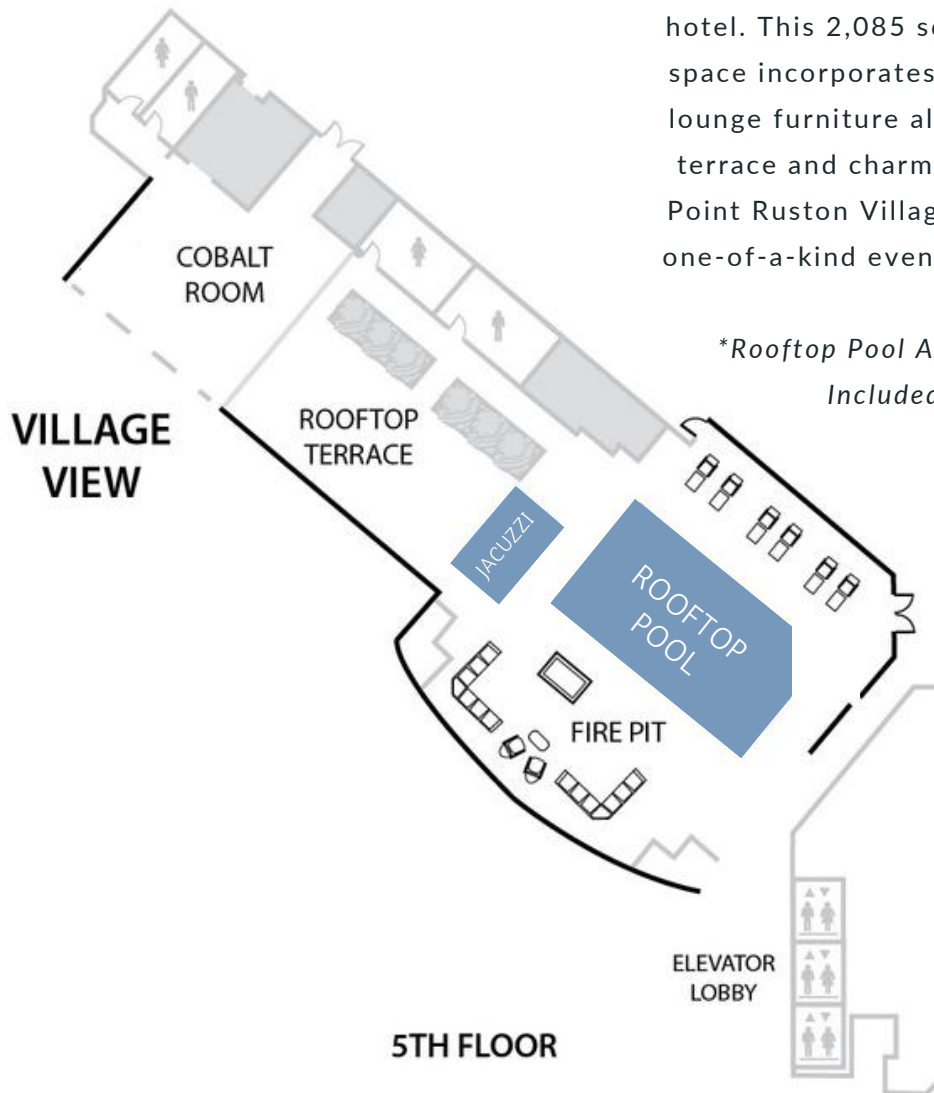 hotel. This 2,085 s
space incorporates
lounge furniture al
terrace and charm
Point Ruston Villag
one-of-a-kind even
*Rooftop Pool A
Included
COBALT
ROOM
VILLAGE
VIEW
ROOFTOP
TERRACE
JACUZZI
ROOFTOP
POOL
FIRE PIT
ELEVATOR
LOBBY
5TH FLOOR